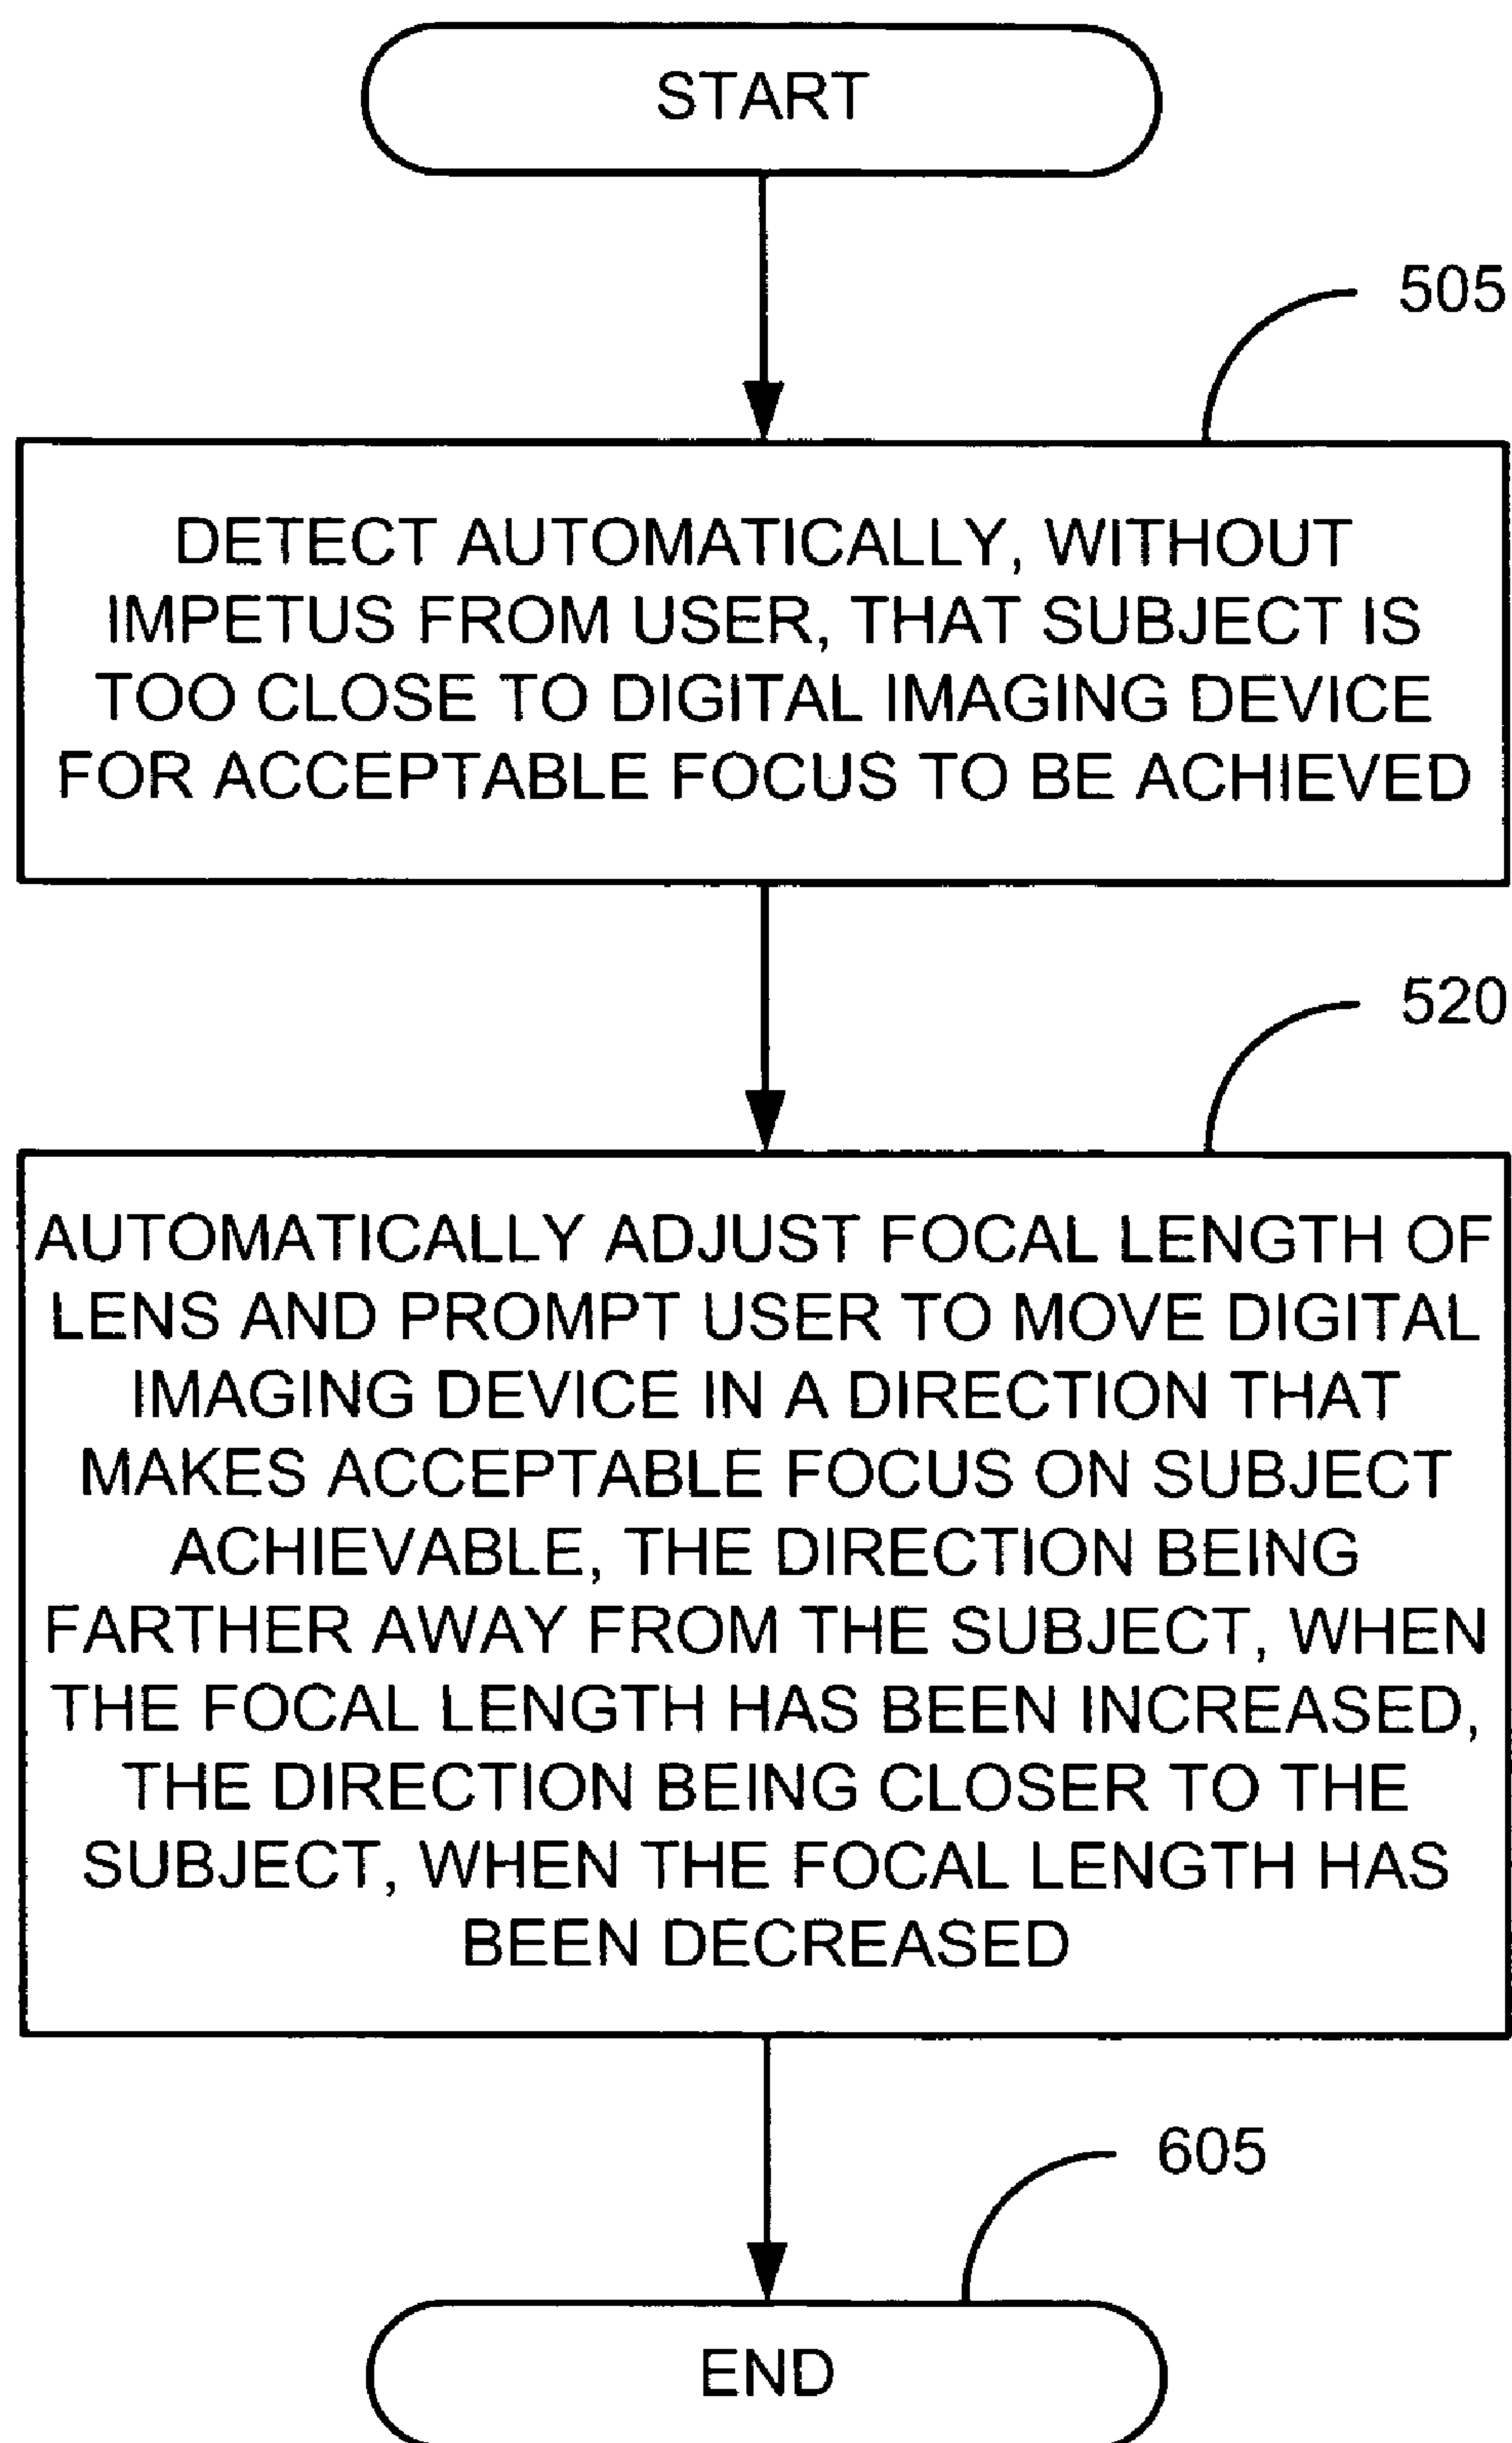 START
505
DETECT AUTOMATICALLY, WITHOUT
IMPETUS FROM USER, THAT SUBJECT IS
TOO CLOSE TO DIGITAL IMAGING DEVICE
FOR ACCEPTABLE FOCUS TO BE ACHIEVED
520
AUTOMATICALLY ADJUST FOCAL LENGTH OF
LENS AND PROMPT USER TO MOVE DIGITAL
IMAGING DEVICE IN A DIRECTION THAT
MAKES ACCEPTABLE FOCUS ON SUBJECT
ACHIEVABLE, THE DIRECTION BEING
FARTHER AWAY FROM THE SUBJECT, WHEN
THE FOCAL LENGTH HAS BEEN INCREASED,
THE DIRECTION BEING CLOSER TO THE
SUBJECT, WHEN THE FOCAL LENGTH HAS
BEEN DECREASED
605
END